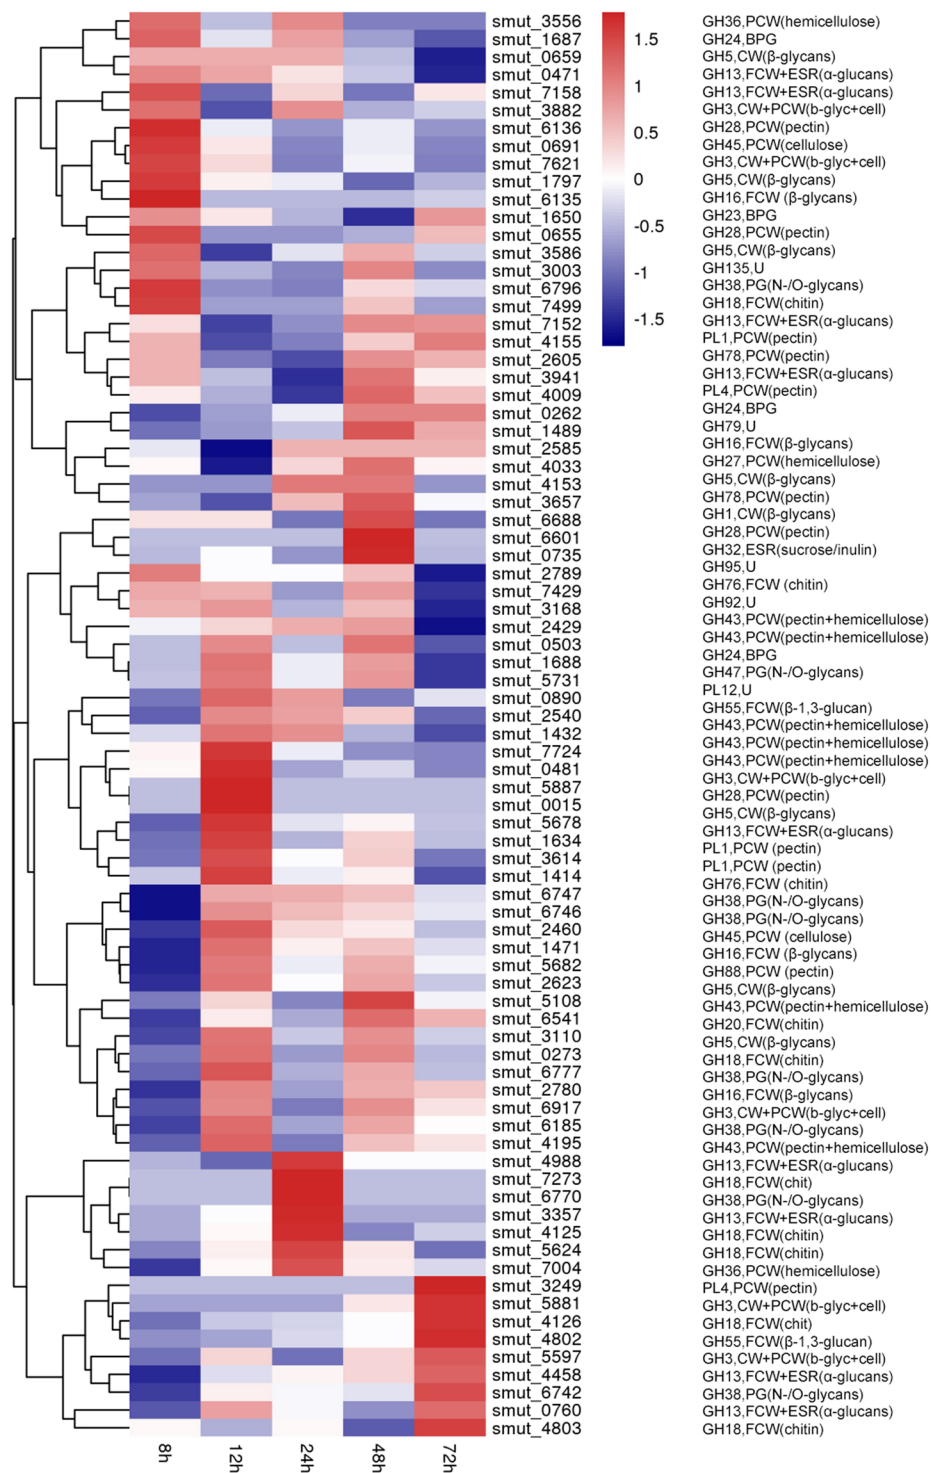 smut_3556
smut_1687
smut_0659
smut_0471
smut_7158
smut_3882
smut_6136
smut_0691
smut_7621
smut_1797
smut_6135
smut_1650
smut_0655
smut_3586
smut_3003
smut_6796
smut_7499
smut_7152
smut_4155
smut_2605
smut_3941
smut_4009
smut_0262
smut_1489
smut_2585
smut_4033
smut_4153
smut_3657
smut_6688
smut_6601
smut_0735
smut_2789
smut_7429
smut_3168
smut_2429
smut_0503
smut_1688
smut_5731
smut_0890
smut_2540
smut_1432
smut_7724
smut_0481
smut_5887
smut_0015
smut_5678
smut_1634
smut_3614
smut_1414
smut_6747
smut_6746
smut_2460
smut_1471
smut_5682
smut_2623
smut_5108
smut_6541
smut_3110
smut_0273
smut_6777
smut_2780
smut_6917
smut_6185
smut_4195
smut_4988
smut_7273
smut_6770
smut_3357
smut_4125
smut_5624
smut_7004
smut_3249
smut_5881
smut_4126
smut_4802
smut_5597
smut_4458
smut_6742
smut_0760
smut_4803
8h
12h
24h
48h
72h
1.5
1
0.5
0
-0.5
-1
-1.5
GH36,PCW(hemicellulose)
GH24,BPG
GH5,CW(β-glycans)
GH13,FCW+ESR(α-glucans)
GH13,FCW+ESR(α-glucans)
GH3,CW+PCW(b-glyc+cell)
GH28,PCW(pectin)
GH45,PCW(cellulose)
GH3,CW+PCW(b-glyc+cell)
GH5,CW(β-glycans)
GH16,FCW (β-glycans)
GH23,BPG
GH28,PCW(pectin)
GH5,CW(β-glycans)
GH135,U
GH38,PG(N-/O-glycans)
GH18,FCW(chitin)
GH13,FCW+ESR(α-glucans)
PL1,PCW(pectin)
GH78,PCW(pectin)
GH13,FCW+ESR(α-glucans)
PL4,PCW(pectin)
GH24,BPG
GH79,U
GH16,FCW(β-glycans)
GH27,PCW(hemicellulose)
GH5,CW(β-glycans)
GH78,PCW(pectin)
GH1,CW(β-glycans)
GH28,PCW(pectin)
GH32,ESR(sucrose/inulin)
GH95,U
GH76,FCW (chitin)
GH92,U
GH43,PCW(pectin+hemicellulose)
GH43,PCW(pectin+hemicellulose)
GH24,BPG
GH47,PG(N-/O-glycans)
PL12,U
GH55,FCW(β-1,3-glucan)
GH43,PCW(pectin+hemicellulose)
GH43,PCW(pectin+hemicellulose)
GH43,PCW(pectin+hemicellulose)
GH3,CW+PCW(b-glyc+cell)
GH28,PCW(pectin)
GH5,CW(β-glycans)
GH13,FCW+ESR(α-glucans)
PL1,PCW (pectin)
PL1,PCW (pectin)
GH76,FCW (chitin)
GH38,PG(N-/O-glycans)
GH38,PG(N-/O-glycans)
GH45,PCW (cellulose)
GH16,FCW (β-glycans)
GH88,PCW (pectin)
GH5,CW(β-glycans)
GH43,PCW(pectin+hemicellulose)
GH20,FCW(chitin)
GH5,CW(β-glycans)
GH18,FCW(chitin)
GH38,PG(N-/O-glycans)
GH16,FCW(β-glycans)
GH3,CW+PCW(b-glyc+cell)
GH38,PG(N-/O-glycans)
GH43,PCW(pectin+hemicellulose)
GH13,FCW+ESR(α-glucans)
GH18,FCW(chit)
GH38,PG(N-/O-glycans)
GH13,FCW+ESR(α-glucans)
GH18,FCW(chitin)
GH18,FCW(chitin)
GH36,PCW(hemicellulose)
PL4,PCW(pectin)
GH3,CW+PCW(b-glyc+cell)
GH18,FCW(chit)
GH55,FCW(β-1,3-glucan)
GH3,CW+PCW(b-glyc+cell)
GH13,FCW+ESR(α-glucans)
GH38,PG(N-/O-glycans)
GH13,FCW+ESR(α-glucans)
GH18,FCW(chitin)